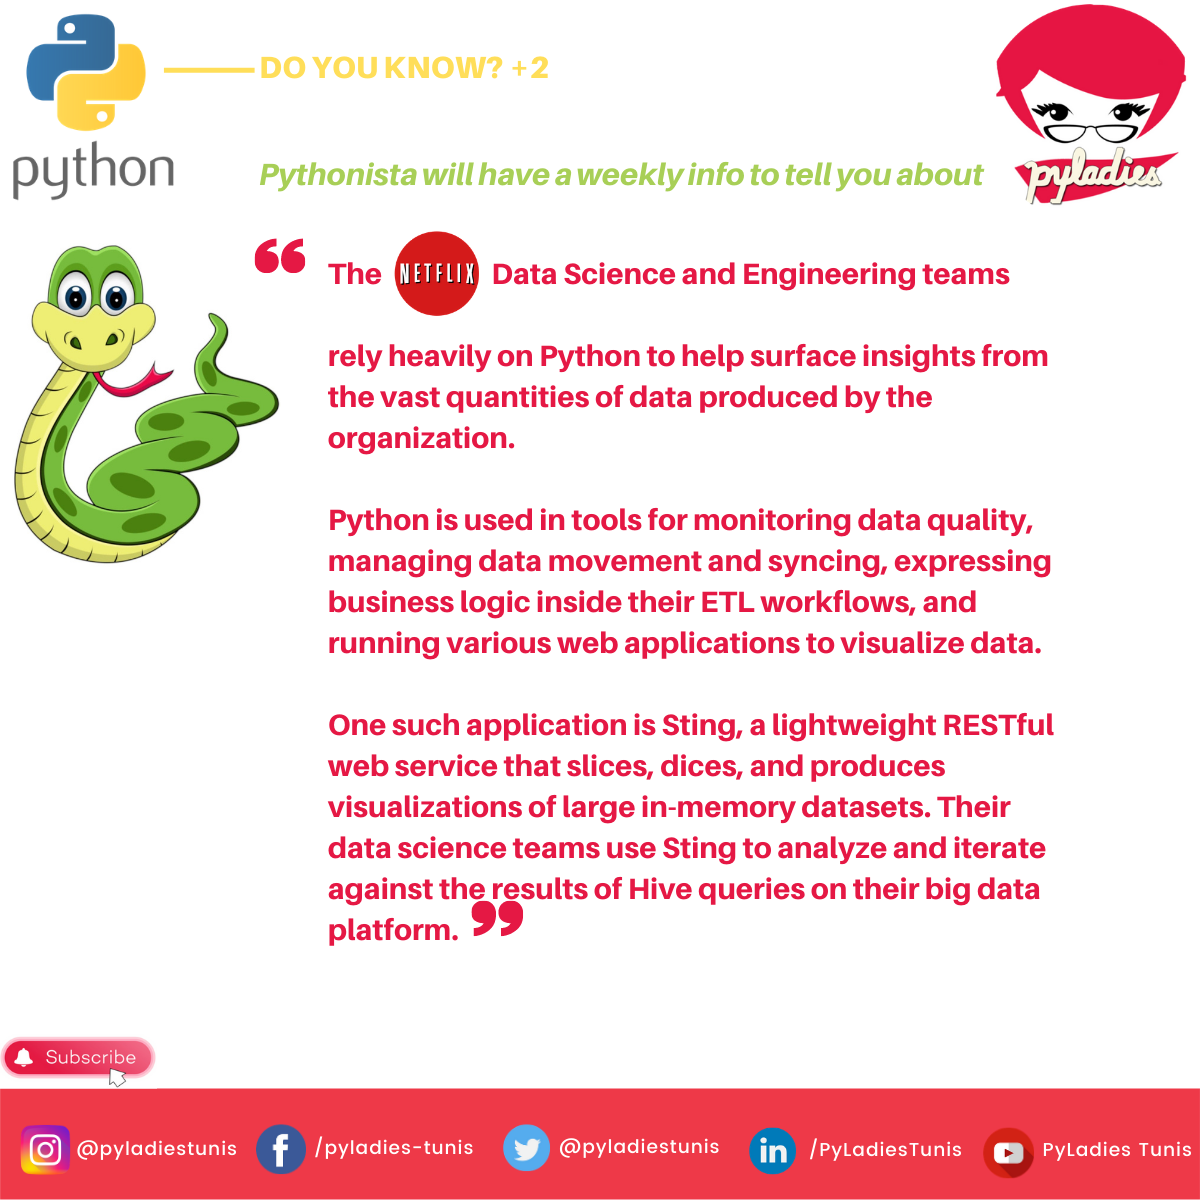 DO YOU KNOW? +2
python
Pythonista will have a weekly info to tell you about
pyladies
“ The NETFLIX Data Science and Engineering teams
rely heavily on Python to help surface insights from
the vast quantities of data produced by the
organization.
Python is used in tools for monitoring data quality,
managing data movement and syncing, expressing
business logic inside their ETL workflows, and
running various web applications to visualize data.
One such application is Sting, a lightweight RESTful
web service that slices, dices, and produces
visualizations of large in-memory datasets. Their
data science teams use Sting to analyze and iterate
against the results of Hive queries on their big data
platform. ”
Subscribe
@pyladiestunis /pyladies-tunis @pyladiestunis in /PyLadiesTunis PyLadies Tunis